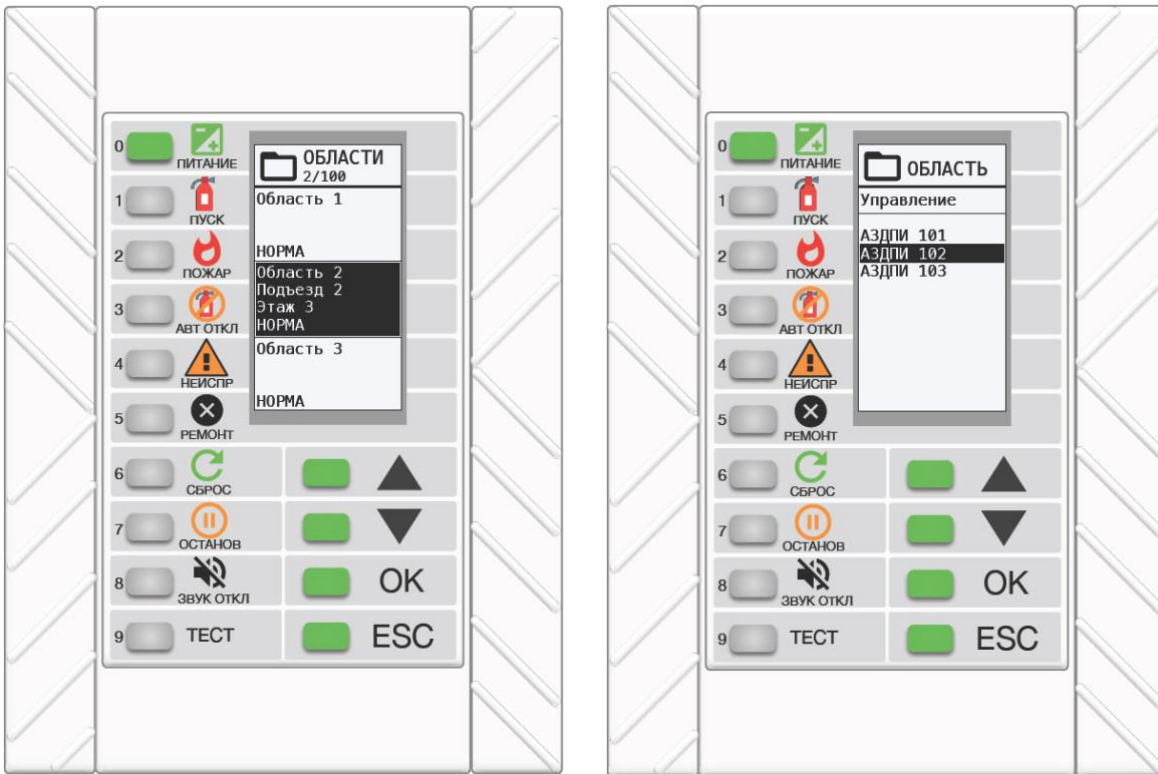 0 ПИТАНИЕ
1 ПУСК
2 ПОЖАР
3 АВТ ОТКЛ
4 НЕИСПР
5 РЕМОНТ
ОБЛАСТИ
2/100
Область 1
НОРМА
Область 2
Подъезд 2
Этаж 3
НОРМА
Область 3
НОРМА
6 СБРОС
7 ОСТАНОВ
8 ЗВУК ОТКЛ OK
9 ТЕСТ ESC
0 ПИТАНИЕ
1 ПУСК
2 ПОЖАР
3 АВТ ОТКЛ
4 НЕИСПР
5 РЕМОНТ
ОБЛАСТЬ
Управление
АЗДПИ 101
АЗДПИ 102
АЗДПИ 103
6 СБРОС
7 ОСТАНОВ
8 ЗВУК ОТКЛ OK
9 ТЕСТ ESC